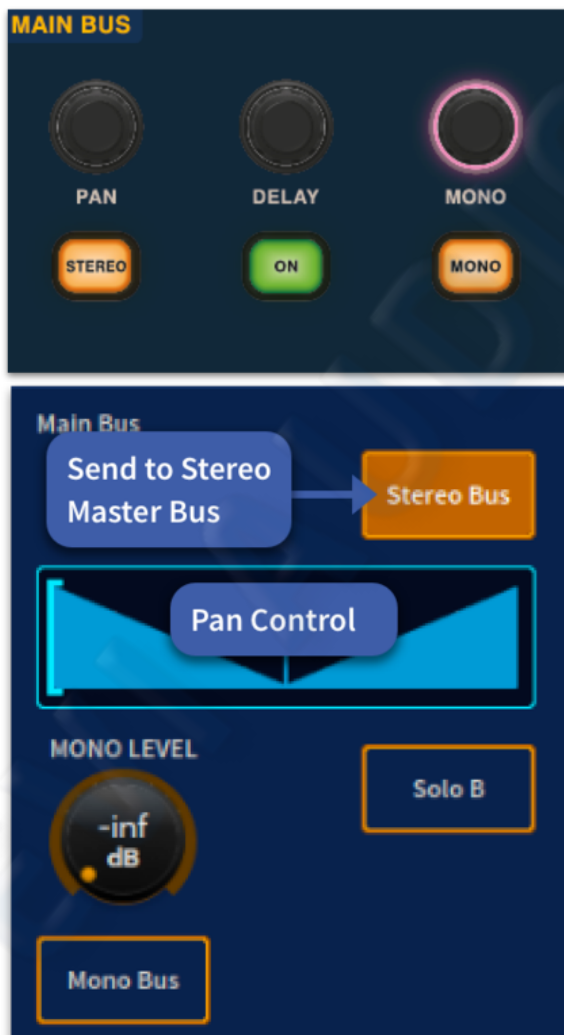 MAIN BUS
PAN DELAY MONO
STEREO ON MONO
Main Bus
Send to Stereo
Master Bus
Stereo Bus
Pan Control
MONO LEVEL
-inf
dB
Solo B
Mono Bus